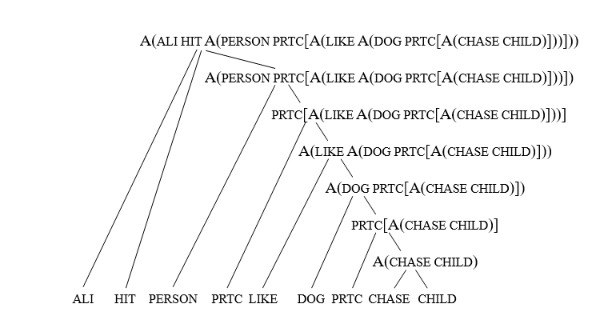 A(ALI HIT A(PERSON PRTC[A(LIKE A(DOG PRTC[A(CHASE CHILD)]))]))
A(PERSON PRTC[A(LIKE A(DOG PRTC[A(CHASE CHILD)]))])
PRTC[A(LIKE A(DOG PRTC[A(CHASE CHILD)]))]
A(LIKE A(DOG PRTC[A(CHASE CHILD)]))
A(DOG PRTC[A(CHASE CHILD)])
PRTC[A(CHASE CHILD)]
A(CHASE CHILD)
ALI HIT PERSON PRTC LIKE DOG PRTC CHASE CHILD